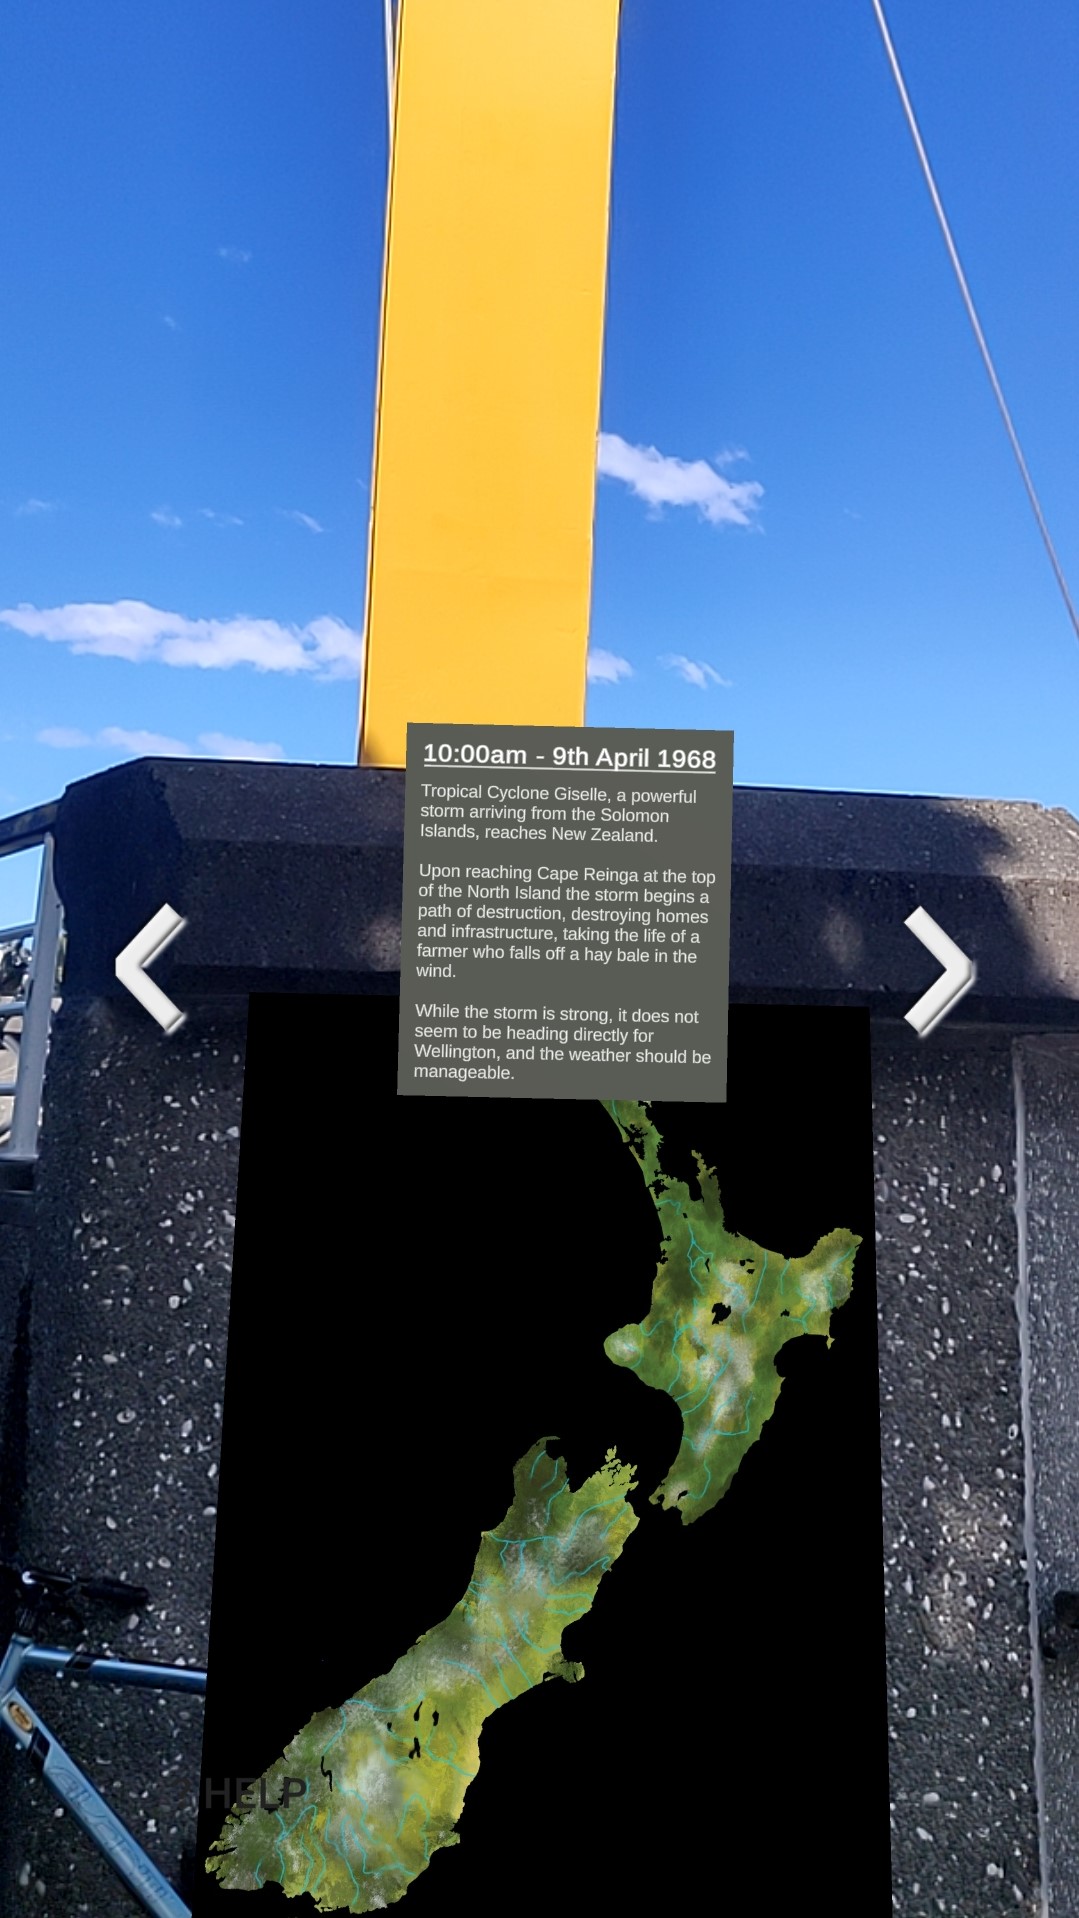 10:00am - 9th April 1968
Tropical Cyclone Giselle, a powerful
storm arriving from the Solomon
Islands, reaches New Zealand.
Upon reaching Cape Reinga at the top
of the North Island the storm begins a
path of destruction, destroying homes
and infrastructure, taking the life of a
farmer who falls off a hay bale in the
wind.
While the storm is strong, it does not
seem to be heading directly for
Wellington, and the weather should be
manageable.
HELP